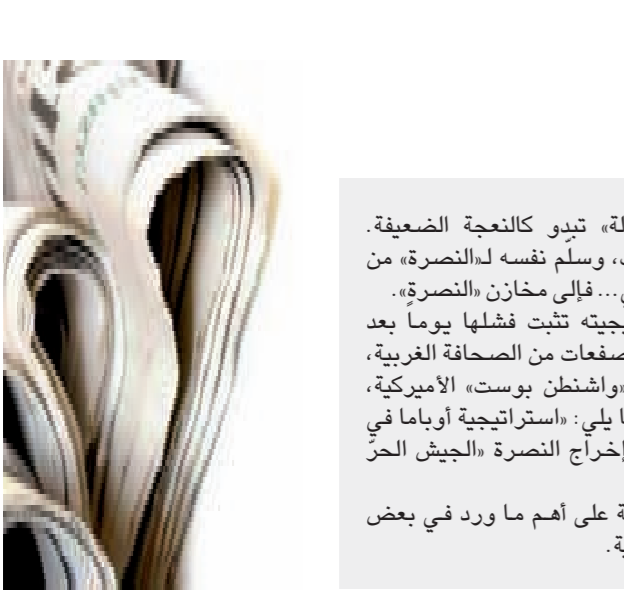 لة» تبدو كالنعجة الضعيفة.
، وسلّم نفسه لـ«النصرة» من
... فإلى مخازن «النصرة».
جيته تثبت فشلها يوماً بعد
صفعات من الصحافة الغربية،
«واشنطن بوست» الأميركية،
ا يلي: «استراتيجية أوباما في
إخراج النصرة «الجيش الحرّ
ة على أهم ما ورد في بعض
ية.